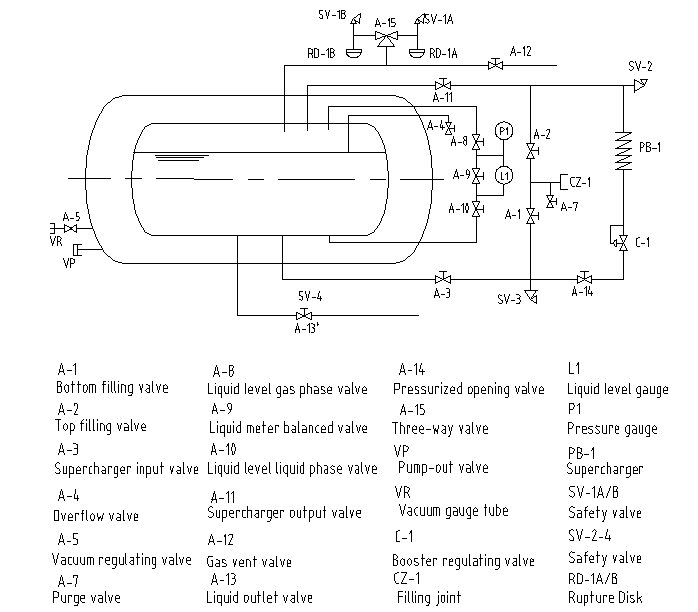 SV-1B
A-15
SV-1A
RD-1B
RD-1A
A-12
SV-2
A-11
A-4
A-8
P1
A-2
PB-1
A-9
L1
CZ-1
A-10
A-1
A-7
A-5
VR
VP
C-1
SV-4
A-3
SV-3
A-14
A-13'
A-1
Bottom filling valve
A-2
Top filling valve
A-3
Supercharger input valve
A-4
Overflow valve
A-5
Vacuum regulating valve
A-7
Purge valve
A-8
Liquid level gas phase valve
A-9
Liquid meter balanced valve
A-10
Liquid level liquid phase valve
A-11
Supercharger output valve
A-12
Gas vent valve
A-13
Liquid outlet valve
A-14
Pressurized opening valve
A-15
Three-way valve
VP
Pump-out valve
VR
Vacuum gauge tube
C-1
Booster regulating valve
CZ-1
Filling joint
L1
Liquid level gauge
P1
Pressure gauge
PB-1
Supercharger
SV-1A/B
Safety valve
SV-2-4
Safety valve
RD-1A/B
Rupture Disk